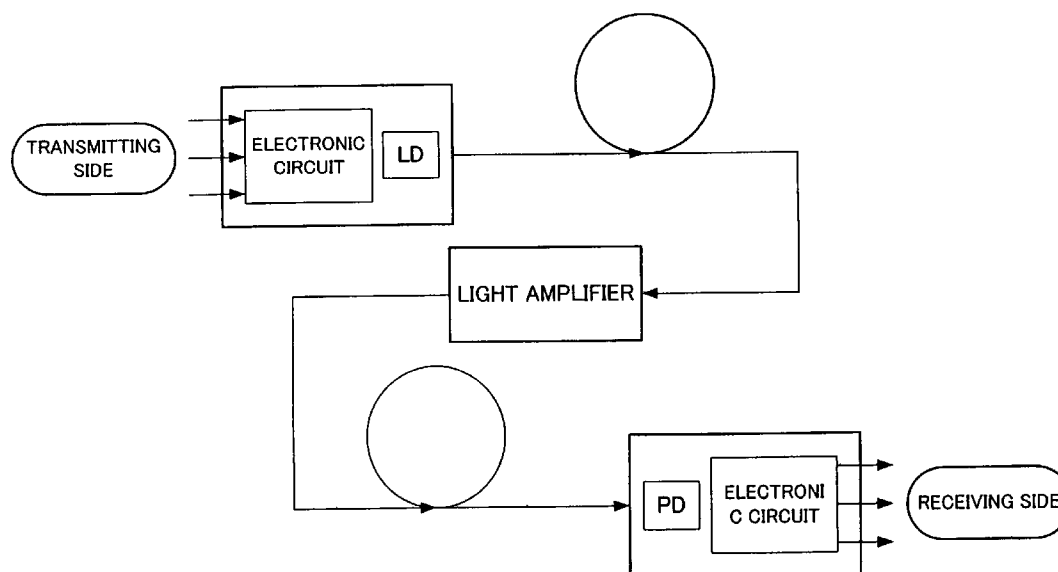 TRANSMITTING
SIDE
ELECTRONIC
CIRCUIT
LD
LIGHT AMPLIFIER
PD
ELECTRONI
C CIRCUIT
RECEIVING SIDE